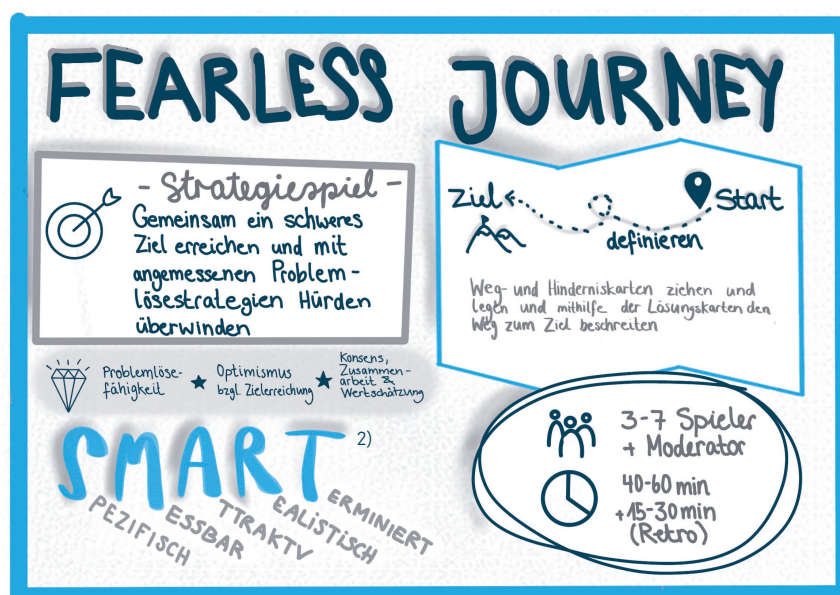 FEARLESS JOURNEY
- Strategiespiel -
Gemeinsam ein schweres
Ziel erreichen und mit
angemessenen Problem-
lösestrategien Hürden
überwinden
Ziel
Start
definieren
Weg- und Hinderniskarten ziehen und
legen und mithilfe der Lösungskarten den
Weg zum Ziel beschreiten
Problemlöse-
fähigkeit
Optimismus
bzgl. Zielerreichung
Konsens,
Zusammen-
arbeit &
Wertschätzung
SMART 2)
PEZIFISCH
ESSBAR
TTRAKTV
EALISTISCH
ERMINIERT
3-7 Spieler
+ Moderator
40-60 min
+15-30 min
(Retro)